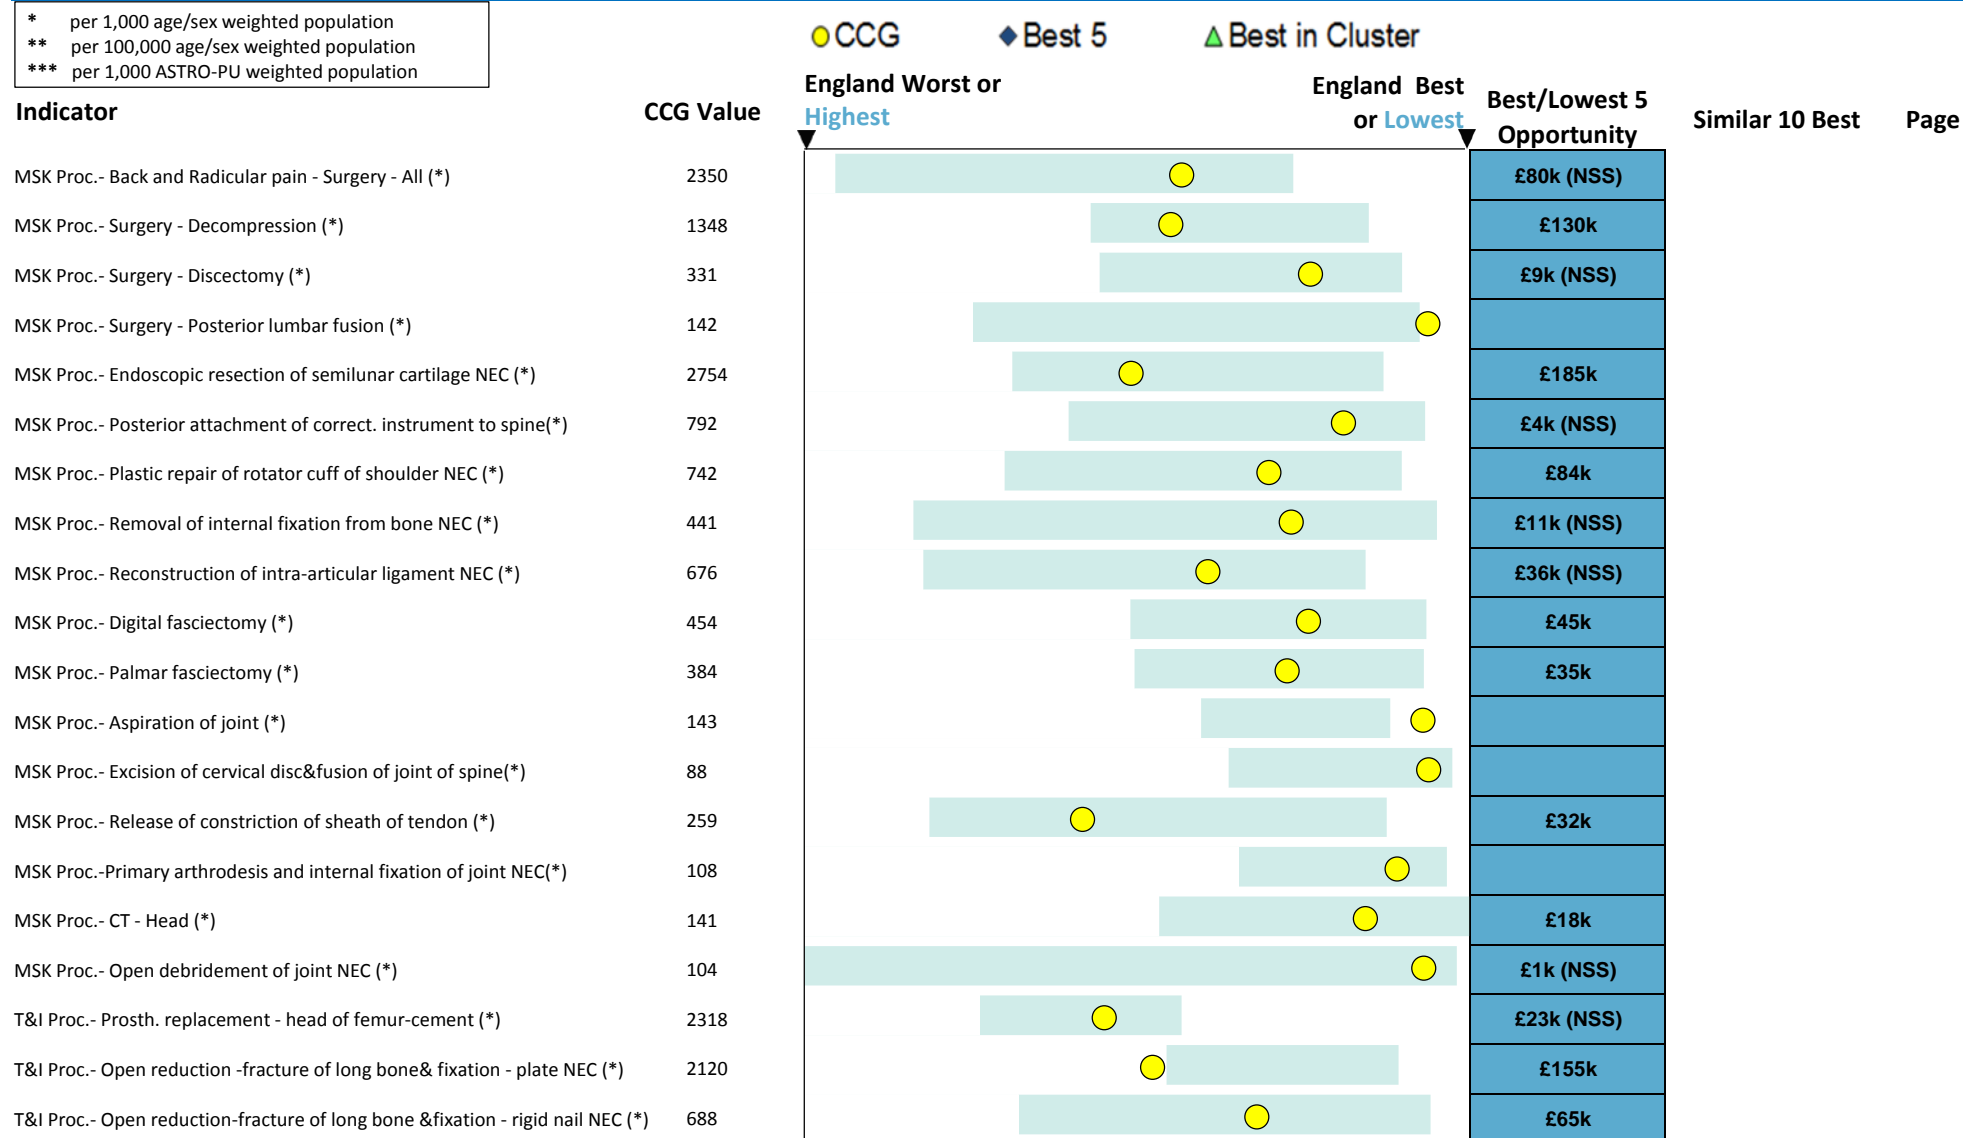 * per 1,000 age/sex weighted population
** per 100,000 age/sex weighted population
*** per 1,000 ASTRO-PU weighted population
CCG Best 5 Best in Cluster
Indicator CCG Value England Worst or Highest England Best or Lowest Best/Lowest 5 Opportunity Similar 10 Best Page
MSK Proc.- Back and Radicular pain - Surgery - All (*) 2350 £80k (NSS)
MSK Proc.- Surgery - Decompression (*) 1348 £130k
MSK Proc.- Surgery - Discectomy (*) 331 £9k (NSS)
MSK Proc.- Surgery - Posterior lumbar fusion (*) 142
MSK Proc.- Endoscopic resection of semilunar cartilage NEC (*) 2754 £185k
MSK Proc.- Posterior attachment of correct. instrument to spine(*) 792 £4k (NSS)
MSK Proc.- Plastic repair of rotator cuff of shoulder NEC (*) 742 £84k
MSK Proc.- Removal of internal fixation from bone NEC (*) 441 £11k (NSS)
MSK Proc.- Reconstruction of intra-articular ligament NEC (*) 676 £36k (NSS)
MSK Proc.- Digital fasciectomy (*) 454 £45k
MSK Proc.- Palmar fasciectomy (*) 384 £35k
MSK Proc.- Aspiration of joint (*) 143
MSK Proc.- Excision of cervical disc&fusion of joint of spine(*) 88
MSK Proc.- Release of constriction of sheath of tendon (*) 259 £32k
MSK Proc.-Primary arthrodesis and internal fixation of joint NEC(*) 108
MSK Proc.- CT - Head (*) 141 £18k
MSK Proc.- Open debridement of joint NEC (*) 104 £1k (NSS)
T&I Proc.- Prosth. replacement - head of femur-cement (*) 2318 £23k (NSS)
T&I Proc.- Open reduction -fracture of long bone& fixation - plate NEC (*) 2120 £155k
T&I Proc.- Open reduction-fracture of long bone &fixation - rigid nail NEC (*) 688 £65k